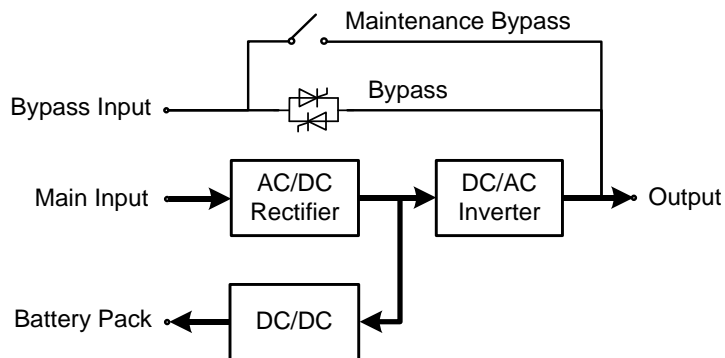 Maintenance Bypass
Bypass Input
Bypass
Main Input
AC/DC
Rectifier
DC/AC
Inverter
Output
Battery Pack
DC/DC